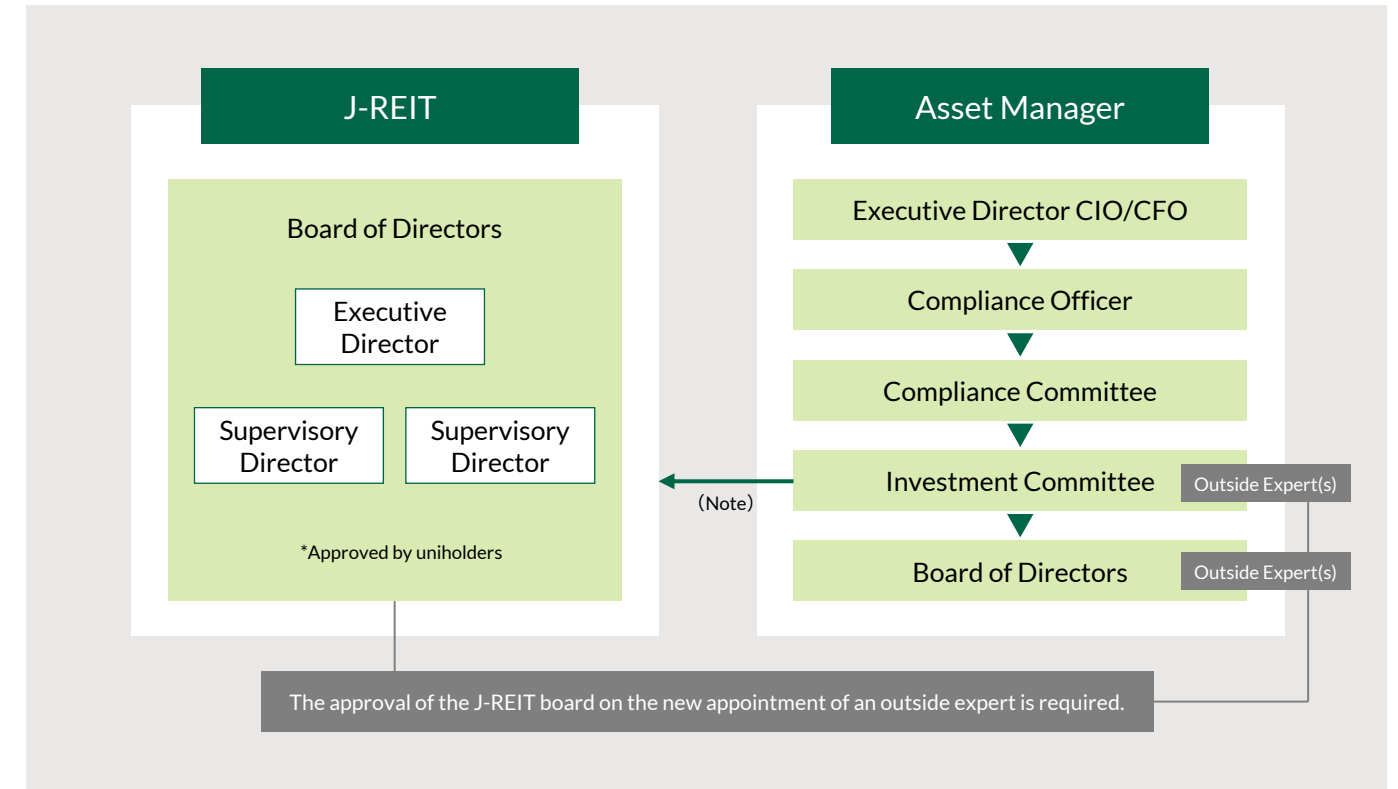 J-REIT
Board of Directors
Executive
Director
Supervisory
Director
Supervisory
Director
*Approved by uniholders
(Note)
Asset Manager
Executive Director CIO/CFO
Compliance Officer
Compliance Committee
Investment Committee
Outside Expert(s)
Board of Directors
Outside Expert(s)
The approval of the J-REIT board on the new appointment of an outside expert is required.